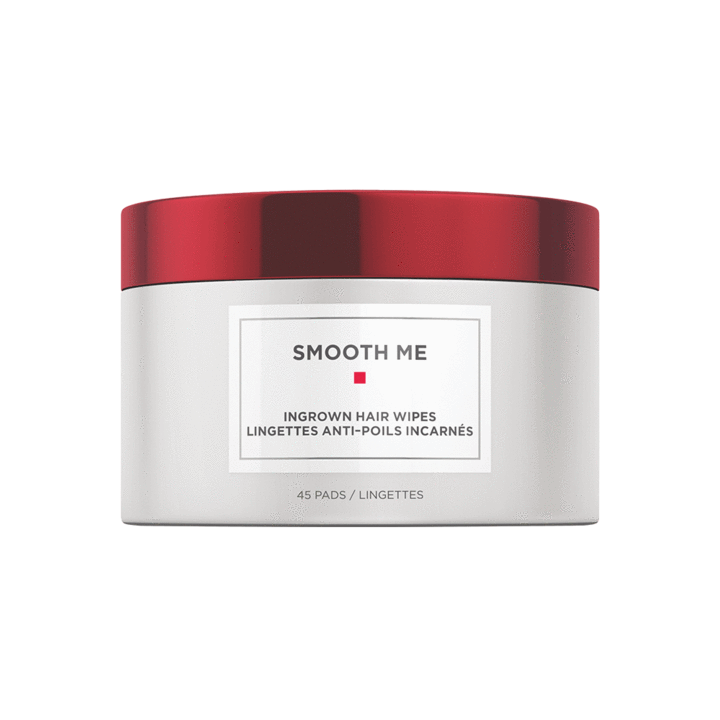 SMOOTH ME
INGROWN HAIR WIPES
LINGETTES ANTI-POILS INCARNÉS
45 PADS / LINGETTES